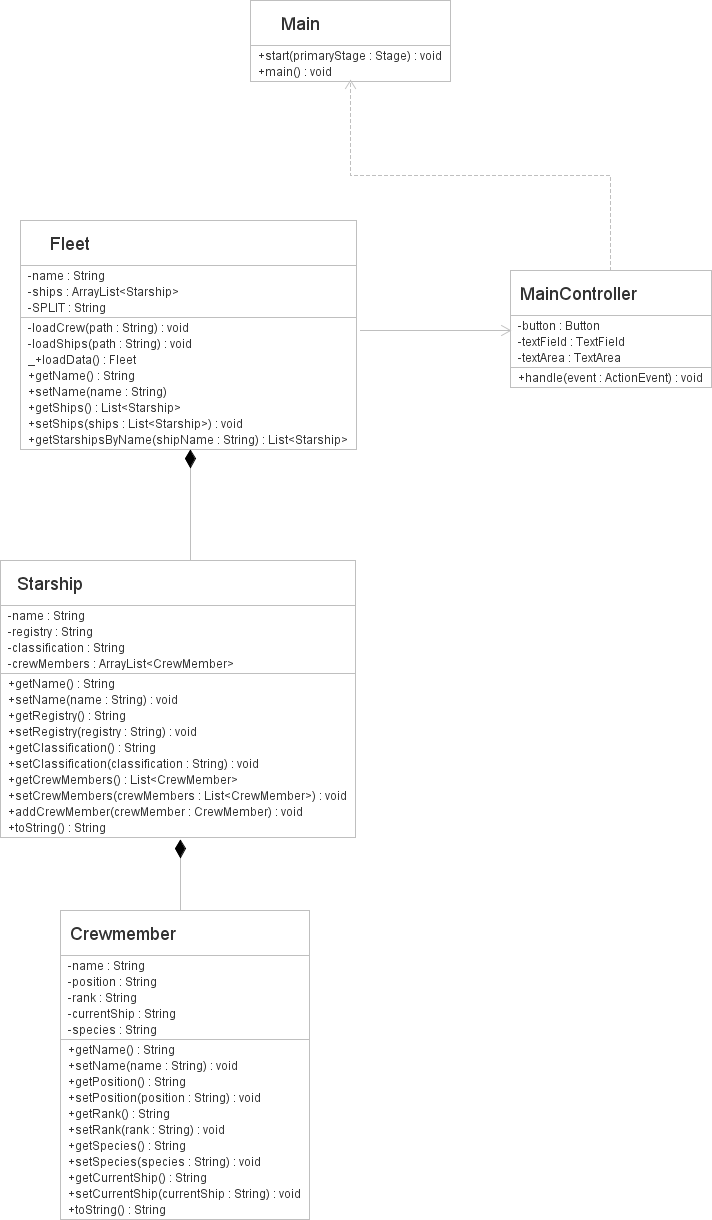 Main
+start(primaryStage : Stage) : void
+main() : void
Fleet
-name : String
-ships : ArrayList<Starship>
-SPLIT : String
-loadCrew(path : String) : void
-loadShips(path : String) : void
_+loadData() : Fleet
+getName() : String
+setName(name : String)
+getShips() : List<Starship>
+setShips(ships : List<Starship>) : void
+getStarshipsByName(shipName : String) : List<Starship>
MainController
-button : Button
-textField : TextField
-textArea : TextArea
+handle(event : ActionEvent) : void
Starship
-name : String
-registry : String
-classification : String
-crewMembers : ArrayList<CrewMember>
+getName() : String
+setName(name : String) : void
+getRegistry() : String
+setRegistry(registry : String) : void
+getClassification() : String
+setClassification(classification : String) : void
+getCrewMembers() : List<CrewMember>
+setCrewMembers(crewMembers : List<CrewMember>) : void
+addCrewMember(crewMember : CrewMember) : void
+toString() : String
Crewmember
-name : String
-position : String
-rank : String
-currentShip : String
-species : String
+getName() : String
+setName(name : String) : void
+getPosition() : String
+setPosition(position : String) : void
+getRank() : String
+setRank(rank : String) : void
+getSpecies() : String
+setSpecies(species : String) : void
+getCurrentShip() : String
+setCurrentShip(currentShip : String) : void
+toString() : String